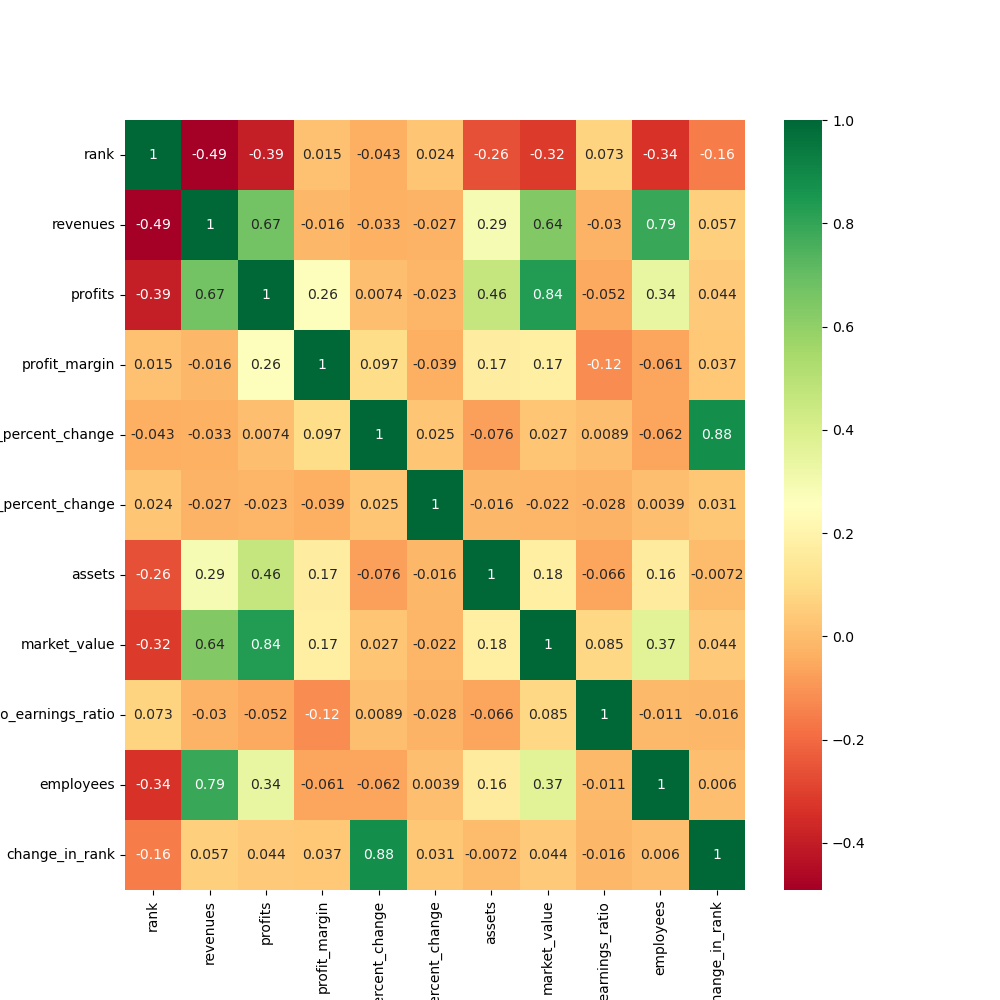 rank 1 -0.49 -0.39 0.015 -0.043 0.024 -0.26 -0.32 0.073 -0.34 -0.16
revenues -0.49 1 0.67 -0.016 -0.033 -0.027 0.29 0.64 -0.03 0.79 0.057
profits -0.39 0.67 1 0.26 0.0074 -0.023 0.46 0.84 -0.052 0.34 0.044
profit_margin 0.015 -0.016 0.26 1 0.097 -0.039 0.17 0.17 -0.12 -0.061 0.037
_percent_change -0.043 -0.033 0.0074 0.097 1 0.025 -0.076 0.027 0.0089 -0.062 0.88
_percent_change 0.024 -0.027 -0.023 -0.039 0.025 1 -0.016 -0.022 -0.028 0.0039 0.031
assets -0.26 0.29 0.46 0.17 -0.076 -0.016 1 0.18 -0.066 0.16 -0.0072
market_value -0.32 0.64 0.84 0.17 0.027 -0.022 0.18 1 0.085 0.37 0.044
o_earnings_ratio 0.073 -0.03 -0.052 -0.12 0.0089 -0.028 -0.066 0.085 1 -0.011 -0.016
employees -0.34 0.79 0.34 -0.061 -0.062 0.0039 0.16 0.37 -0.011 1 0.006
change_in_rank -0.16 0.057 0.044 0.037 0.88 0.031 -0.0072 0.044 -0.016 0.006 1
rank
revenues
profits
profit_margin
ercent_change
ercent_change
assets
market_value
earnings_ratio
employees
hange_in_rank
1.0
0.8
0.6
0.4
0.2
0.0
−0.2
−0.4